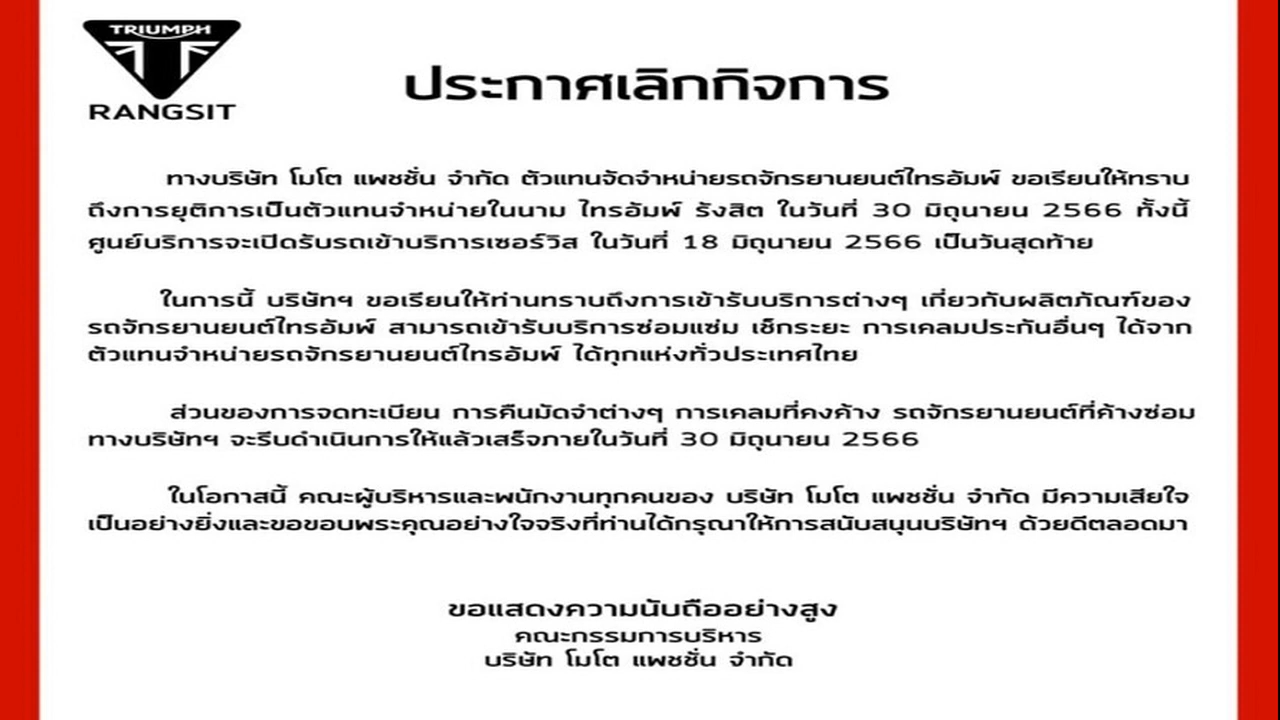 TRIUMPH
RANGSIT
ประกาศเลิกกิจการ
ทางบริษัท โมโต แพชชั่น จำกัด ตัวแทนจัดจำหน่ายรถจักรยานยนต์ไทรอัมพ์ ขอเรียนให้ทราบ
ถึงการยุติการเป็นตัวแทนจำหน่ายในนาม ไทรอัมพ์ รังสิต ในวันที่ 30 มิถุนายน 2566 ทั้งนี้
ศูนย์บริการจะเปิดรับรถเข้าบริการเซอร์วิส ในวันที่ 18 มิถุนายน 2566 เป็นวันสุดท้าย
ในการนี้ บริษัทฯ ขอเรียนให้ท่านทราบถึงการเข้ารับบริการต่างๆ เกี่ยวกับผลิตภัณฑ์ของ
รถจักรยานยนต์ไทรอัมพ์ สามารถเข้ารับบริการซ่อมแซ่ม เช็กระยะ การเคลมประกันอื่นๆ ได้จาก
ตัวแทนจำหน่ายรถจักรยานยนต์ไทรอัมพ์ ได้ทุกแห่งทั่วประเทศไทย
ส่วนของการจดทะเบียน การคืนมัดจำต่างๆ การเคลมที่คงค้าง รถจักรยานยนต์ที่ค้างซ่อม
ทางบริษัทฯ จะรีบดำเนินการให้แล้วเสร็จภายในวันที่ 30 มิถุนายน 2566
ในโอกาสนี้ คณะผู้บริหารและพนักงานทุกคนของ บริษัท โมโต แพชชั่น จำกัด มีความเสียใจ
เป็นอย่างยิ่งและขอขอบพระคุณอย่างใจจริงที่ท่านได้กรุณาให้การสนับสนุนบริษัทฯ ด้วยดีตลอดมา
ขอแสดงความนับถืออย่างสูง
คณะกรรมการบริหาร
บริษัท โมโต แพชชั่น จำกัด